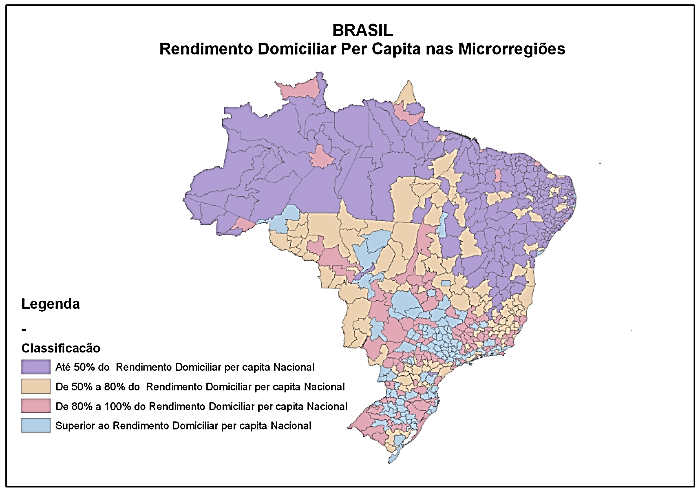 BRASIL
Rendimento Domiciliar Per Capita nas Microrregiões
Legenda
-
Classificacão
Até 50% do Rendimento Domiciliar per capita Nacional
De 50% a 80% do Rendimento Domiciliar per capita Nacional
De 80% a 100% do Rendimento Domiciliar per capita Nacional
Superior ao Rendimento Domiciliar per capita Nacional